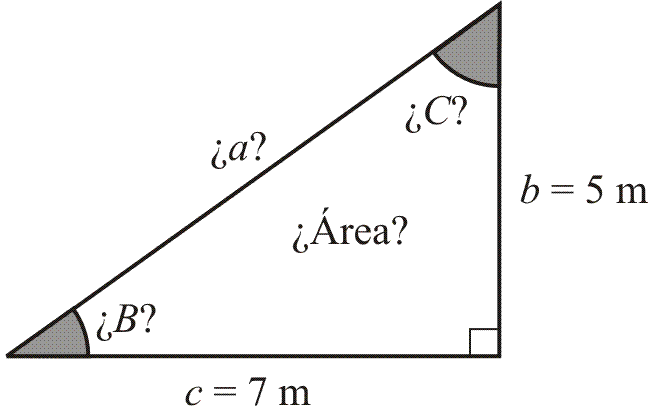 ¿C?
¿a?
b = 5 m
¿Área?
¿B?
c = 7 m